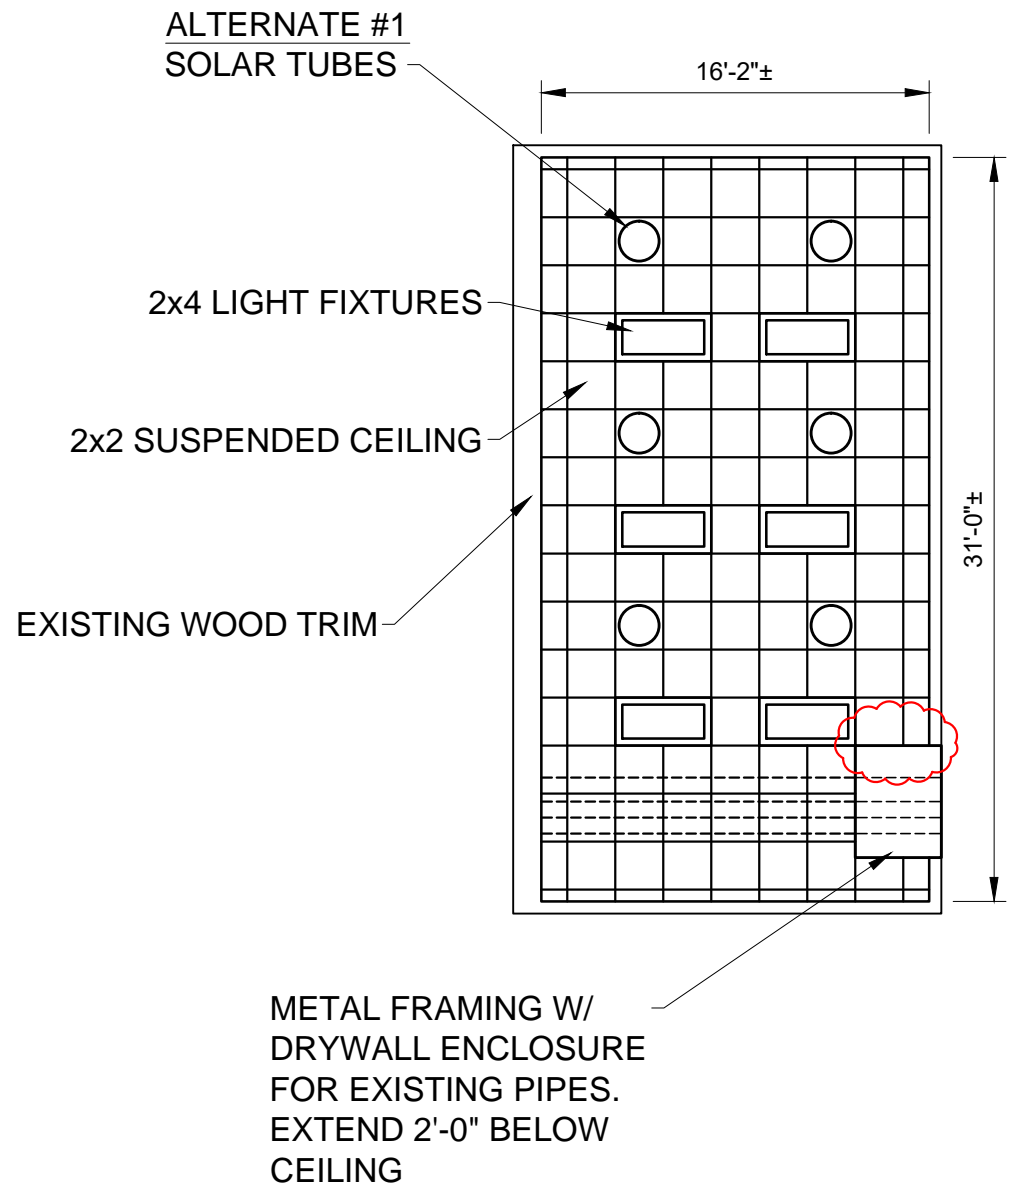 ALTERNATE #1
SOLAR TUBES
16'-2"±
2x4 LIGHT FIXTURES
2x2 SUSPENDED CEILING
31'-0"±
EXISTING WOOD TRIM
METAL FRAMING W/
DRYWALL ENCLOSURE
FOR EXISTING PIPES.
EXTEND 2'-0" BELOW
CEILING